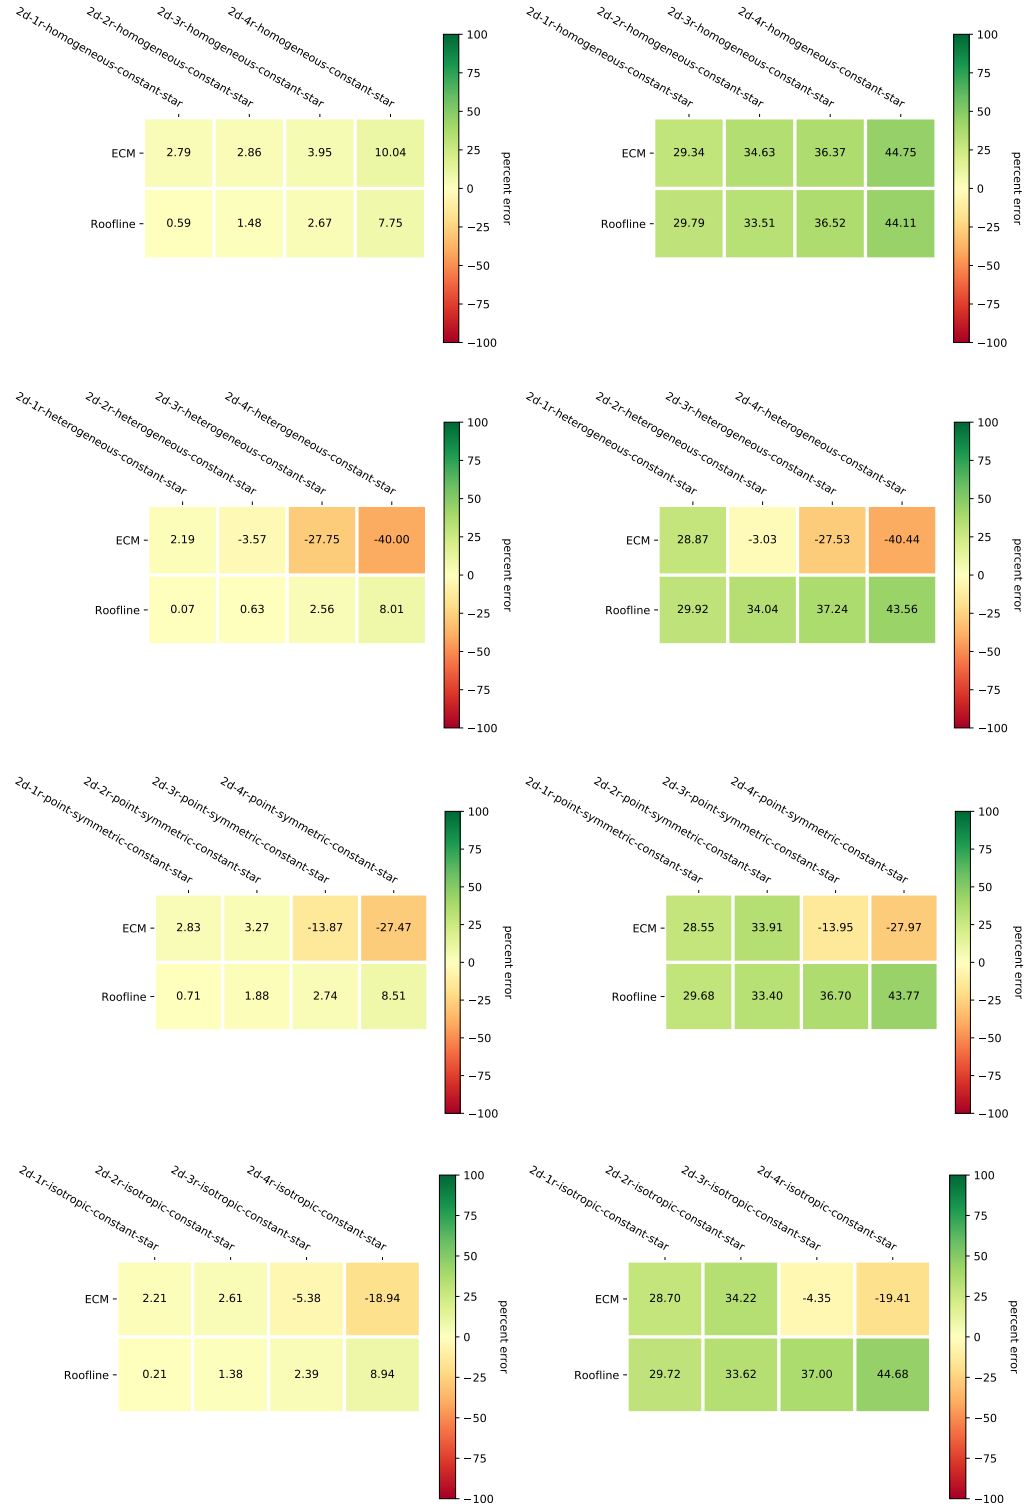 2d-1r-homogeneous-constant-star
2d-2r-homogeneous-constant-star
2d-3r-homogeneous-constant-star
2d-4r-homogeneous-constant-star
ECM 2.79 2.86 3.95 10.04
Roofline 0.59 1.48 2.67 7.75
100
75
50
25
0
−25
−50
−75
−100
percent error
2d-1r-homogeneous-constant-star
2d-2r-homogeneous-constant-star
2d-3r-homogeneous-constant-star
2d-4r-homogeneous-constant-star
ECM 29.34 34.63 36.37 44.75
Roofline 29.79 33.51 36.52 44.11
100
75
50
25
0
−25
−50
−75
−100
percent error
2d-1r-heterogeneous-constant-star
2d-2r-heterogeneous-constant-star
2d-3r-heterogeneous-constant-star
2d-4r-heterogeneous-constant-star
ECM 2.19 -3.57 -27.75 -40.00
Roofline 0.07 0.63 2.56 8.01
100
75
50
25
0
−25
−50
−75
−100
percent error
2d-1r-heterogeneous-constant-star
2d-2r-heterogeneous-constant-star
2d-3r-heterogeneous-constant-star
2d-4r-heterogeneous-constant-star
ECM 28.87 -3.03 -27.53 -40.44
Roofline 29.92 34.04 37.24 43.56
100
75
50
25
0
−25
−50
−75
−100
percent error
2d-1r-point-symmetric-constant-star
2d-2r-point-symmetric-constant-star
2d-3r-point-symmetric-constant-star
2d-4r-point-symmetric-constant-star
ECM 2.83 3.27 -13.87 -27.47
Roofline 0.71 1.88 2.74 8.51
100
75
50
25
0
−25
−50
−75
−100
percent error
2d-1r-point-symmetric-constant-star
2d-2r-point-symmetric-constant-star
2d-3r-point-symmetric-constant-star
2d-4r-point-symmetric-constant-star
ECM 28.55 33.91 -13.95 -27.97
Roofline 29.68 33.40 36.70 43.77
100
75
50
25
0
−25
−50
−75
−100
percent error
2d-1r-isotropic-constant-star
2d-2r-isotropic-constant-star
2d-3r-isotropic-constant-star
2d-4r-isotropic-constant-star
ECM 2.21 2.61 -5.38 -18.94
Roofline 0.21 1.38 2.39 8.94
100
75
50
25
0
−25
−50
−75
−100
percent error
2d-1r-isotropic-constant-star
2d-2r-isotropic-constant-star
2d-3r-isotropic-constant-star
2d-4r-isotropic-constant-star
ECM 28.70 34.22 -4.35 -19.41
Roofline 29.72 33.62 37.00 44.68
100
75
50
25
0
−25
−50
−75
−100
percent error